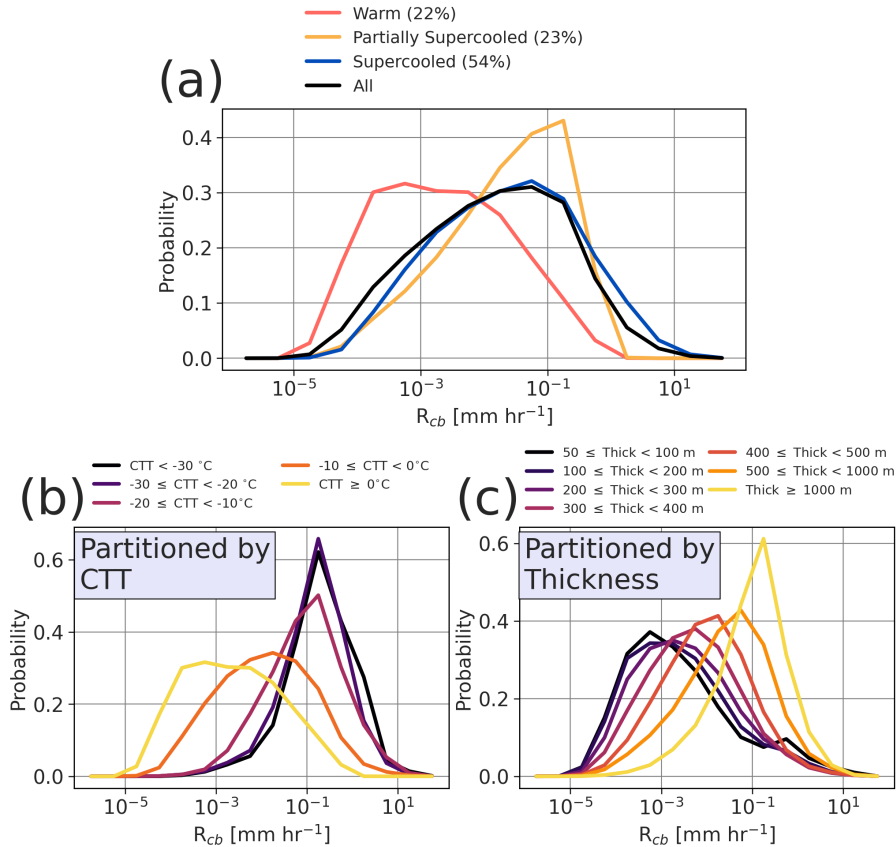 Warm (22%)
Partially Supercooled (23%)
Supercooled (54%)
All
(a)
Probability
0.4
0.3
0.2
0.1
0.0
10⁻⁵ 10⁻³ 10⁻¹ 10¹
R_cb [mm hr⁻¹]
CTT < -30 °C
-30 ≤ CTT < -20 °C
-20 ≤ CTT < -10°C
-10 ≤ CTT < 0°C
CTT ≥ 0°C
(b)
Partitioned by
CTT
Probability
0.6
0.4
0.2
0.0
10⁻⁵ 10⁻³ 10⁻¹ 10¹
R_cb [mm hr⁻¹]
50 ≤ Thick < 100 m
100 ≤ Thick < 200 m
200 ≤ Thick < 300 m
300 ≤ Thick < 400 m
400 ≤ Thick < 500 m
500 ≤ Thick < 1000 m
Thick ≥ 1000 m
(c)
Partitioned by
Thickness
Probability
0.6
0.4
0.2
0.0
10⁻⁵ 10⁻³ 10⁻¹ 10¹
R_cb [mm hr⁻¹]